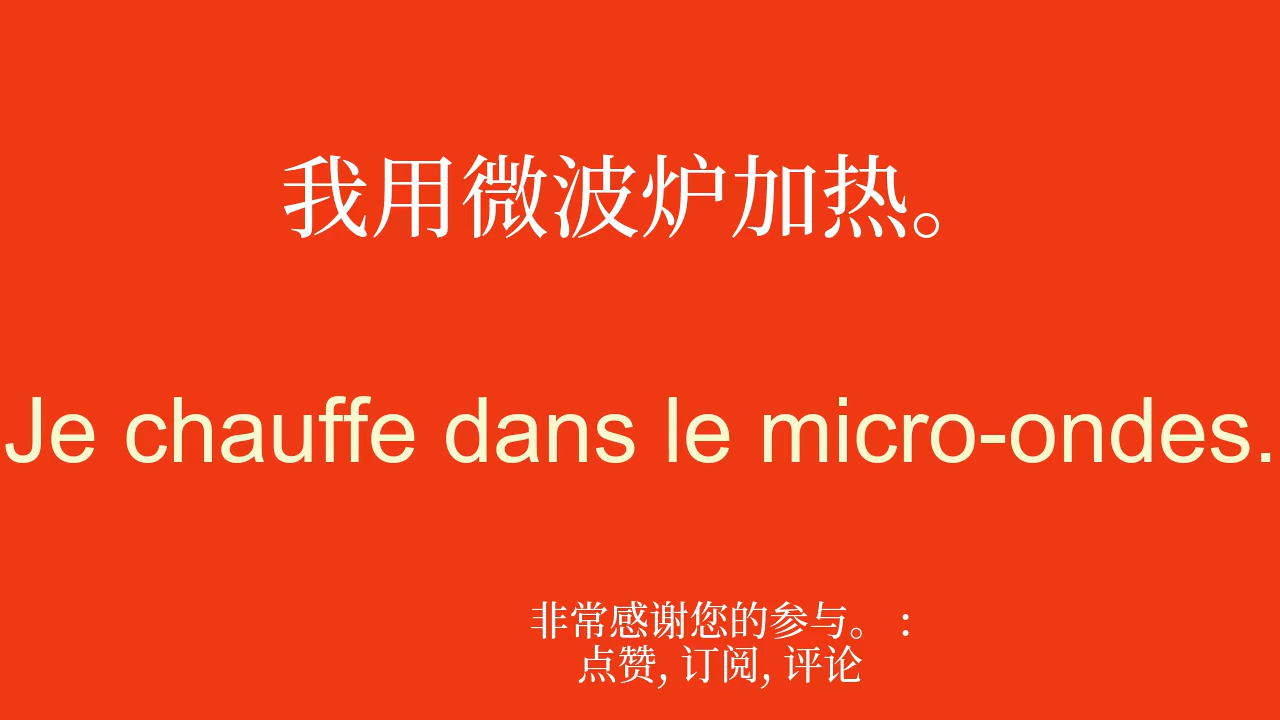 我用微波炉加热。
Je chauffe dans le micro-ondes.
非常感谢您的参与。 :
点赞, 订阅, 评论